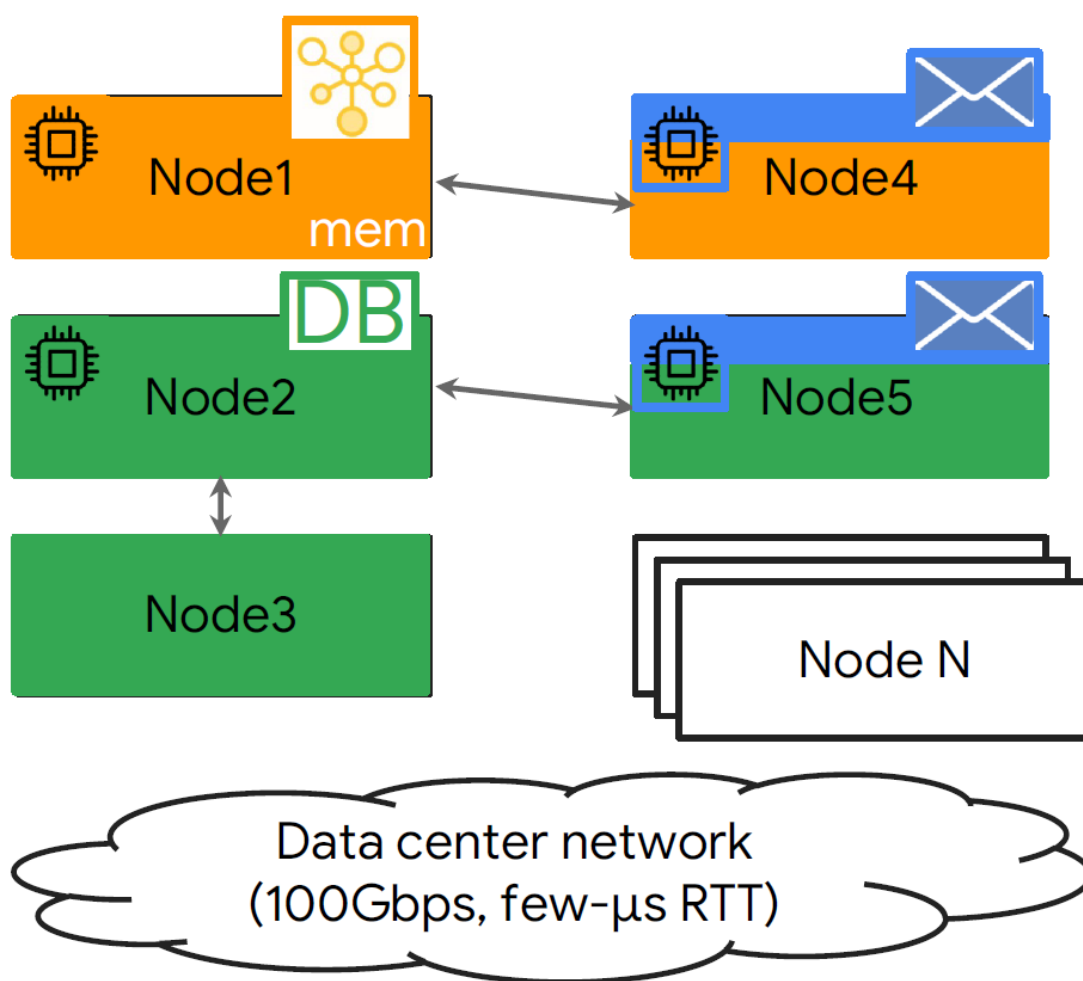 Node1
mem
Node4
DB
Node2
Node5
Node3
Node N
Data center network
(100Gbps, few-μs RTT)